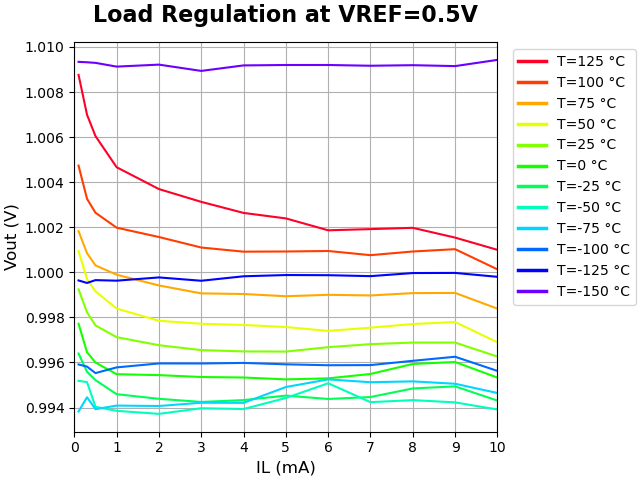 Load Regulation at VREF=0.5V
Vout (V)
1.010
1.008
1.006
1.004
1.002
1.000
0.998
0.996
0.994
0 1 2 3 4 5 6 7 8 9 10
IL (mA)
T=125 °C
T=100 °C
T=75 °C
T=50 °C
T=25 °C
T=0 °C
T=-25 °C
T=-50 °C
T=-75 °C
T=-100 °C
T=-125 °C
T=-150 °C